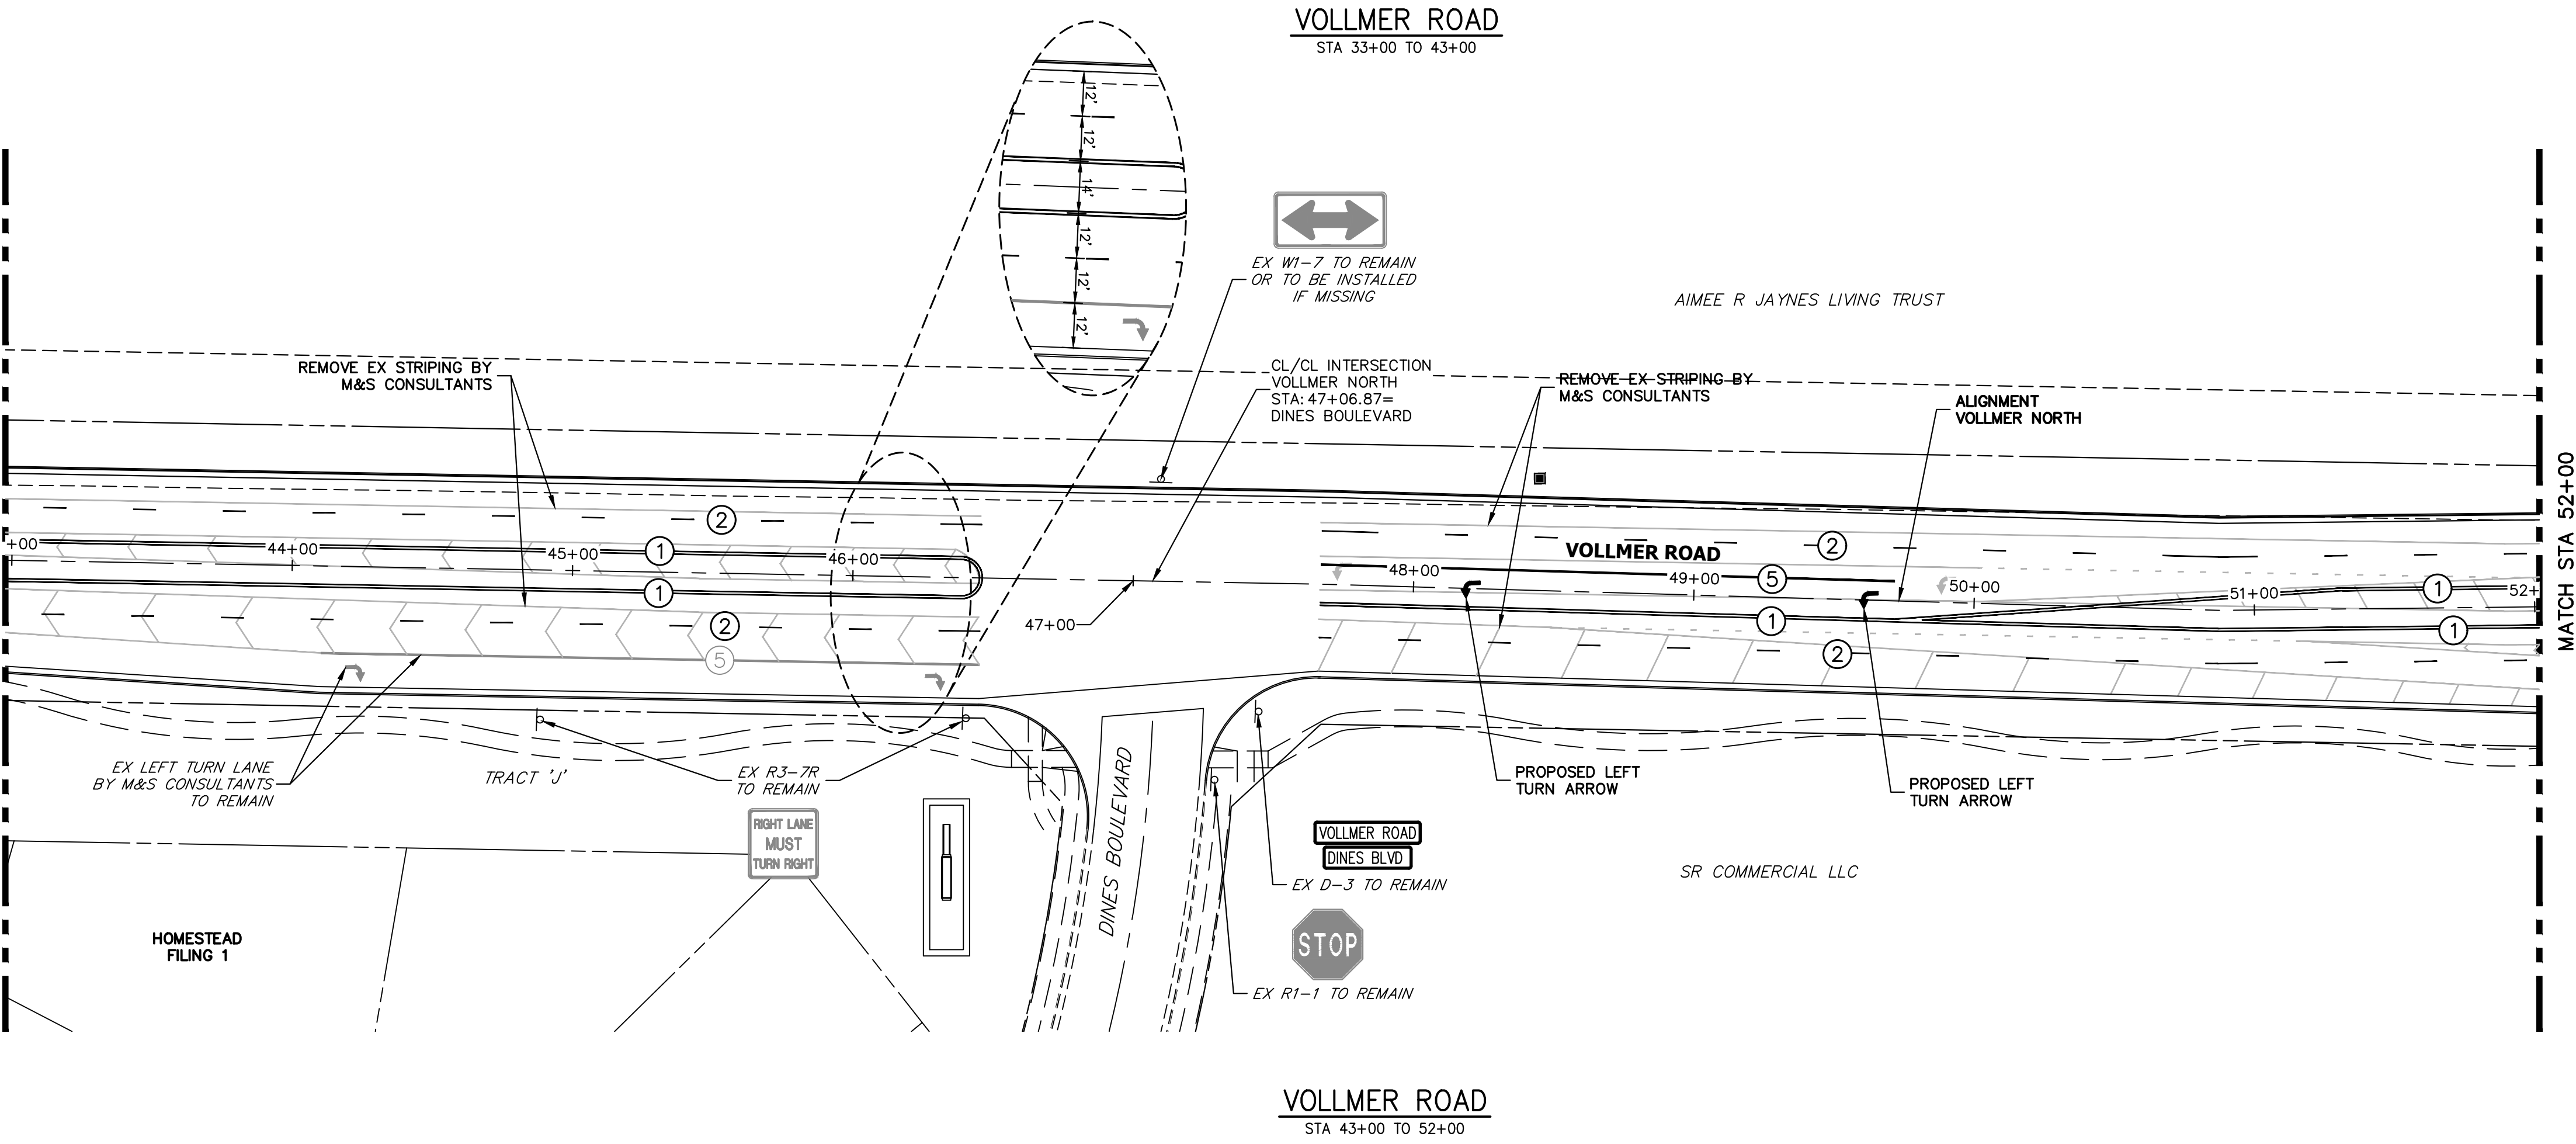 VOLLMER ROAD
STA 33+00 TO 43+00
12'
12'
14'
12'
12'
12'
EX W1-7 TO REMAIN
OR TO BE INSTALLED
IF MISSING
AIMEE R JAYNES LIVING TRUST
REMOVE EX STRIPING BY
M&S CONSULTANTS
CL/CL INTERSECTION
VOLLMER NORTH
STA: 47+06.87=
DINES BOULEVARD
REMOVE EX STRIPING BY
M&S CONSULTANTS
ALIGNMENT
VOLLMER NORTH
MATCH STA 52+00
2
2
+00
44+00
45+00
1
46+00
VOLLMER ROAD
48+00
49+00
5
50+00
51+00
1
52+
1
2
5
47+00
1
2
1
EX LEFT TURN LANE
BY M&S CONSULTANTS
TO REMAIN
TRACT 'J'
EX R3-7R
TO REMAIN
RIGHT LANE
MUST
TURN RIGHT
DINES BOULEVARD
PROPOSED LEFT
TURN ARROW
PROPOSED LEFT
TURN ARROW
VOLLMER ROAD
DINES BLVD
EX D-3 TO REMAIN
SR COMMERCIAL LLC
STOP
EX R1-1 TO REMAIN
HOMESTEAD
FILING 1
VOLLMER ROAD
STA 43+00 TO 52+00